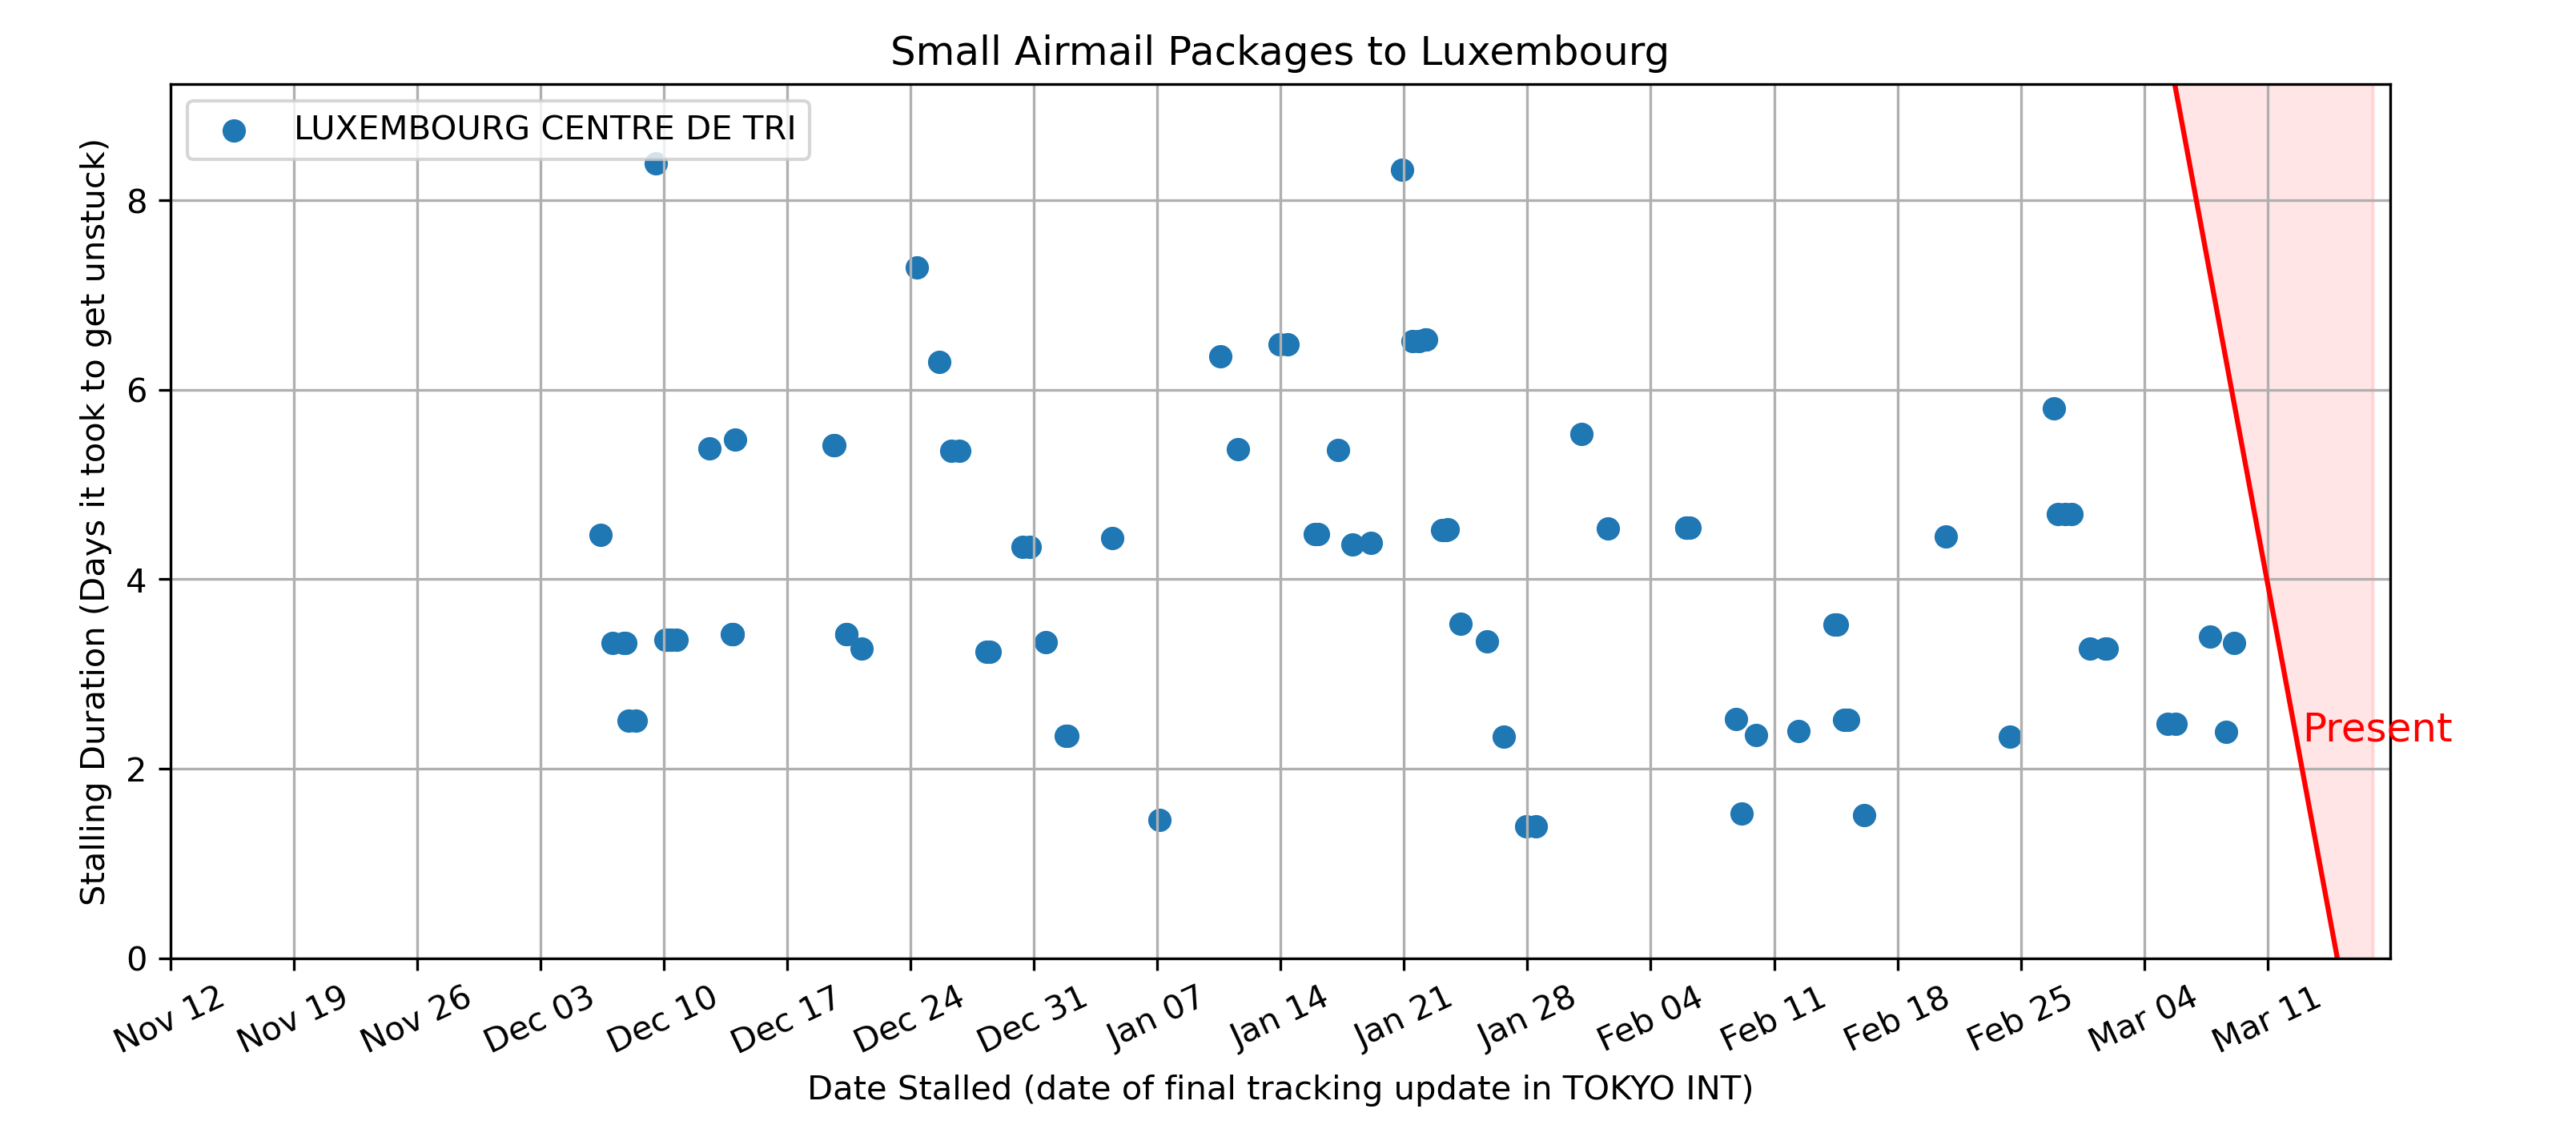 Small Airmail Packages to Luxembourg
LUXEMBOURG CENTRE DE TRI
Stalling Duration (Days it took to get unstuck)
8
6
4
2
0
Present
Nov 12
Nov 19
Nov 26
Dec 03
Dec 10
Dec 17
Dec 24
Dec 31
Jan 07
Jan 14
Jan 21
Jan 28
Feb 04
Feb 11
Feb 18
Feb 25
Mar 04
Mar 11
Date Stalled (date of final tracking update in TOKYO INT)